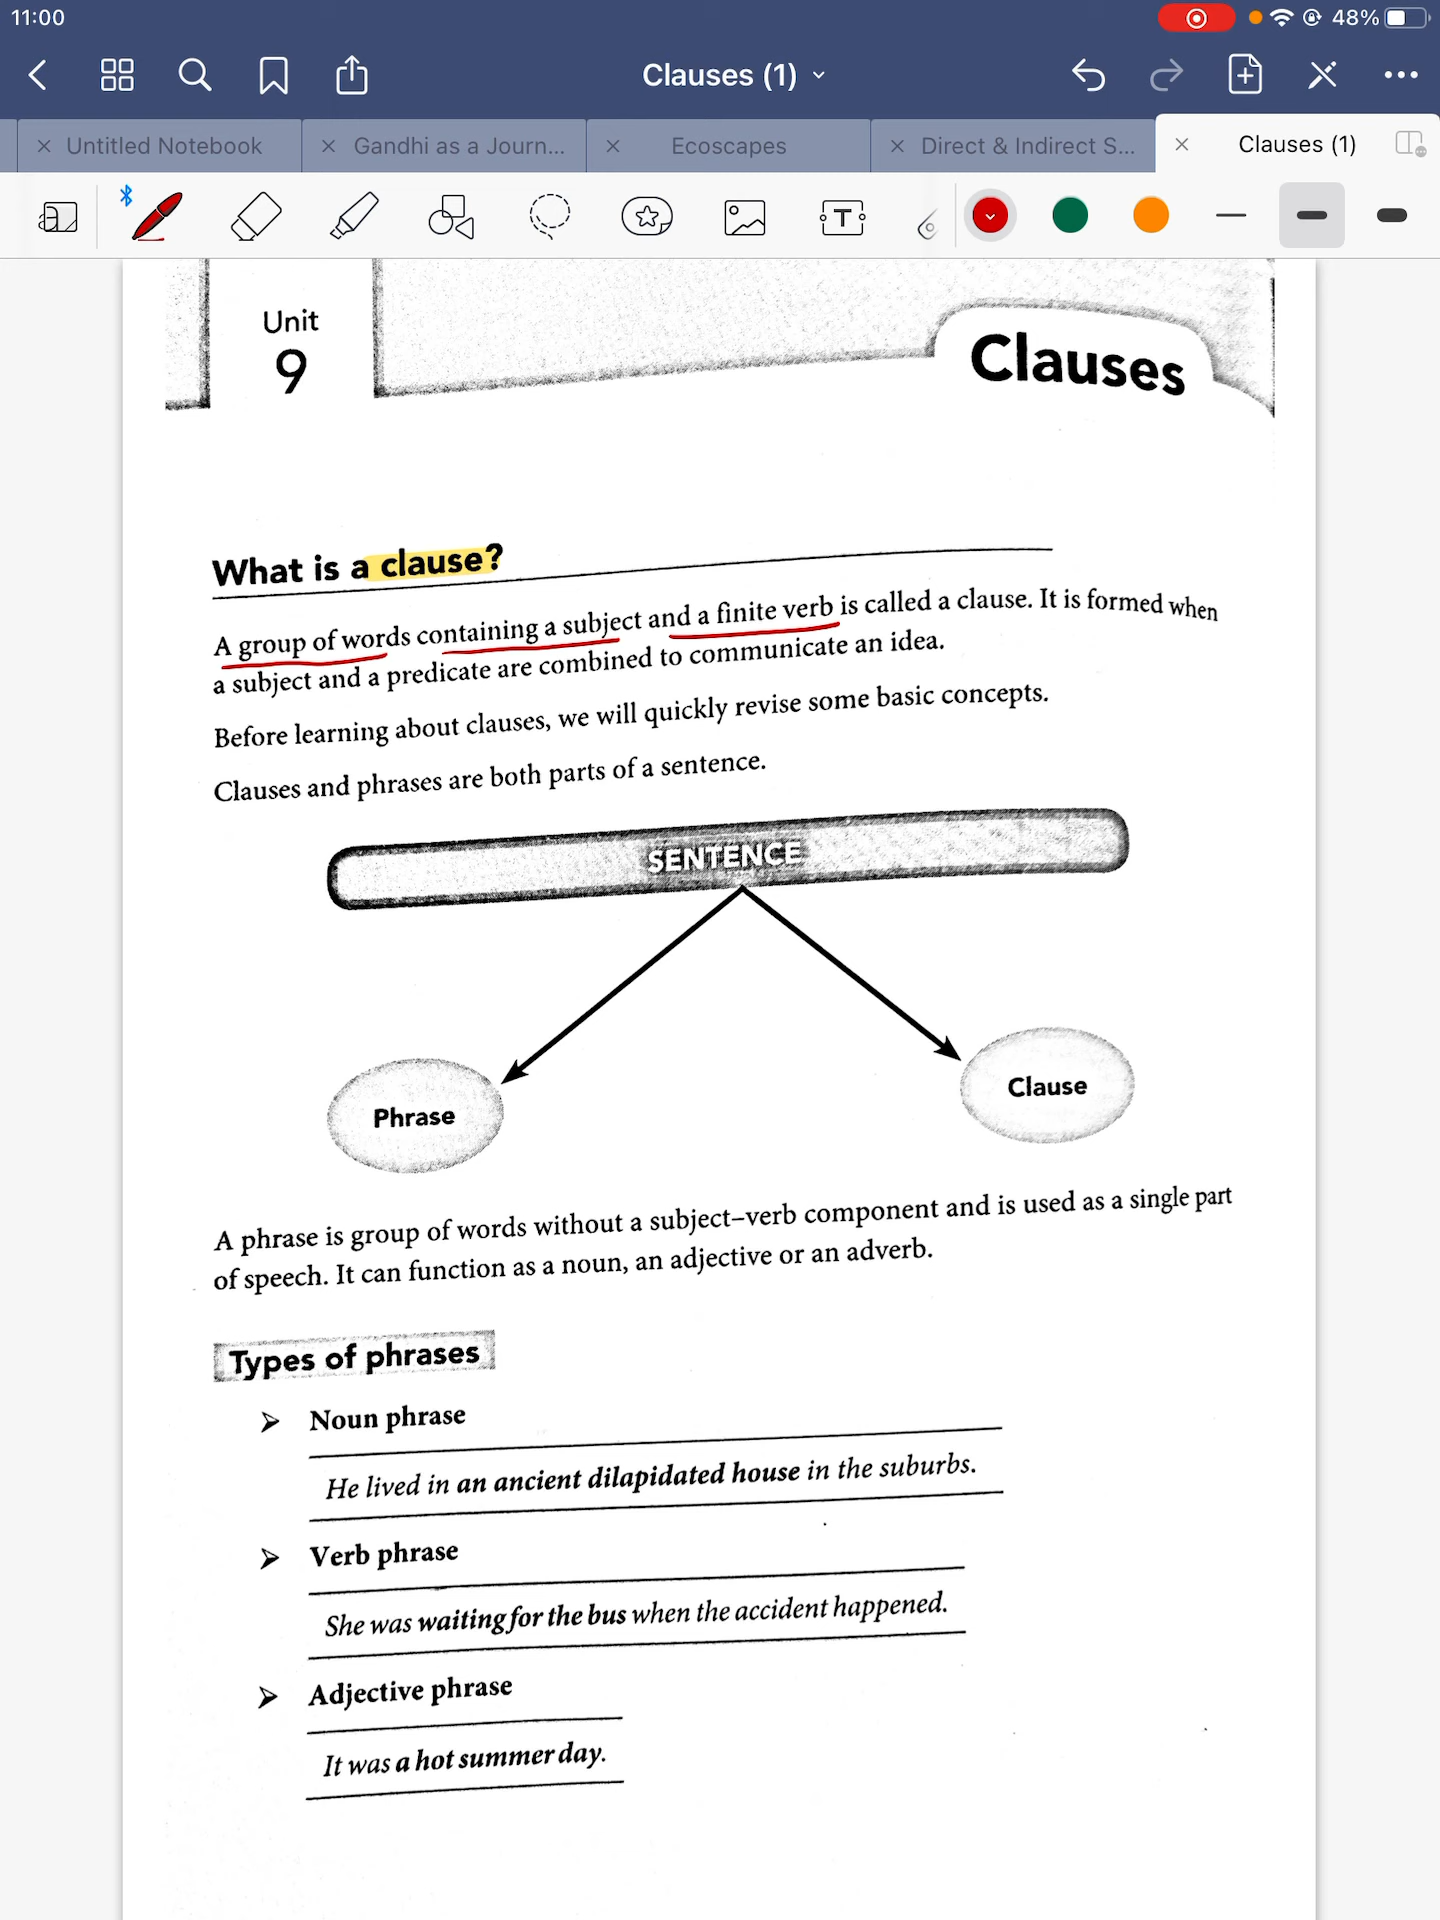 11:00
48%
Clauses (1)
Untitled Notebook
Gandhi as a Journ...
Ecoscapes
Direct & Indirect S...
Clauses (1)
a
T
Unit
9
Clauses
What is a clause?
A group of words containing a subject and a finite verb is called a clause. It is formed when
a subject and a predicate are combined to communicate an idea.
Before learning about clauses, we will quickly revise some basic concepts.
Clauses and phrases are both parts of a sentence.
SENTENCE
Phrase
Clause
A phrase is group of words without a subject–verb component and is used as a single part
of speech. It can function as a noun, an adjective or an adverb.
Types of phrases
➢ Noun phrase
He lived in an ancient dilapidated house in the suburbs.
➢ Verb phrase
She was waiting for the bus when the accident happened.
➢ Adjective phrase
It was a hot summer day.